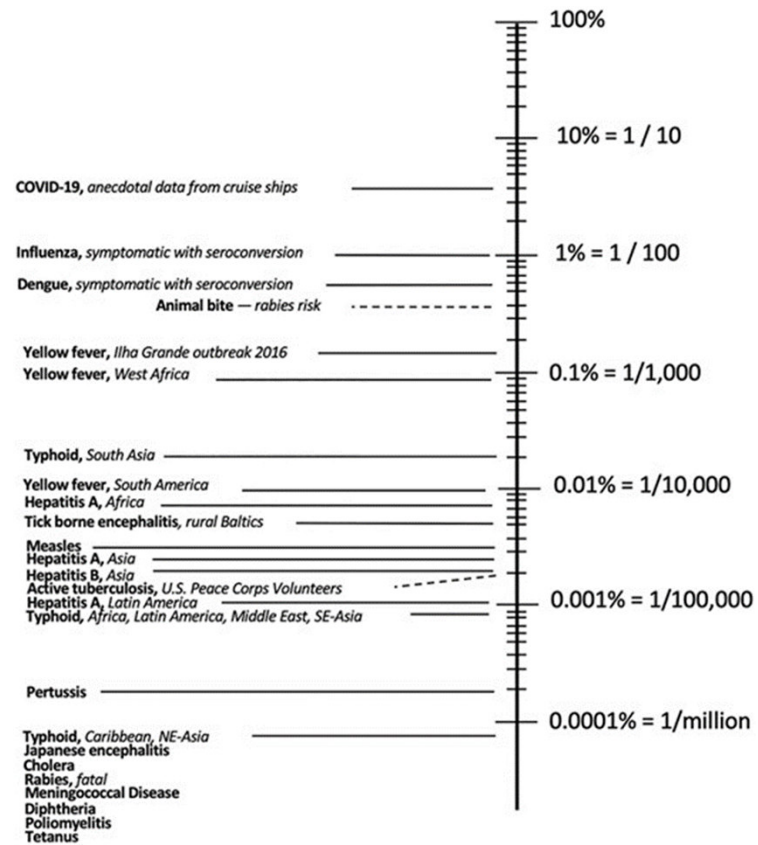 100%
10% = 1 / 10
COVID-19, anecdotal data from cruise ships
Influenza, symptomatic with seroconversion
1% = 1 / 100
Dengue, symptomatic with seroconversion
Animal bite — rabies risk
Yellow fever, Ilha Grande outbreak 2016
Yellow fever, West Africa
0.1% = 1/1,000
Typhoid, South Asia
Yellow fever, South America
0.01% = 1/10,000
Hepatitis A, Africa
Tick borne encephalitis, rural Baltics
Measles
Hepatitis A, Asia
Hepatitis B, Asia
Active tuberculosis, U.S. Peace Corps Volunteers
Hepatitis A, Latin America
0.001% = 1/100,000
Typhoid, Africa, Latin America, Middle East, SE-Asia
Pertussis
0.0001% = 1/million
Typhoid, Caribbean, NE-Asia
Japanese encephalitis
Cholera
Rabies, fatal
Meningococcal Disease
Diphtheria
Poliomyelitis
Tetanus